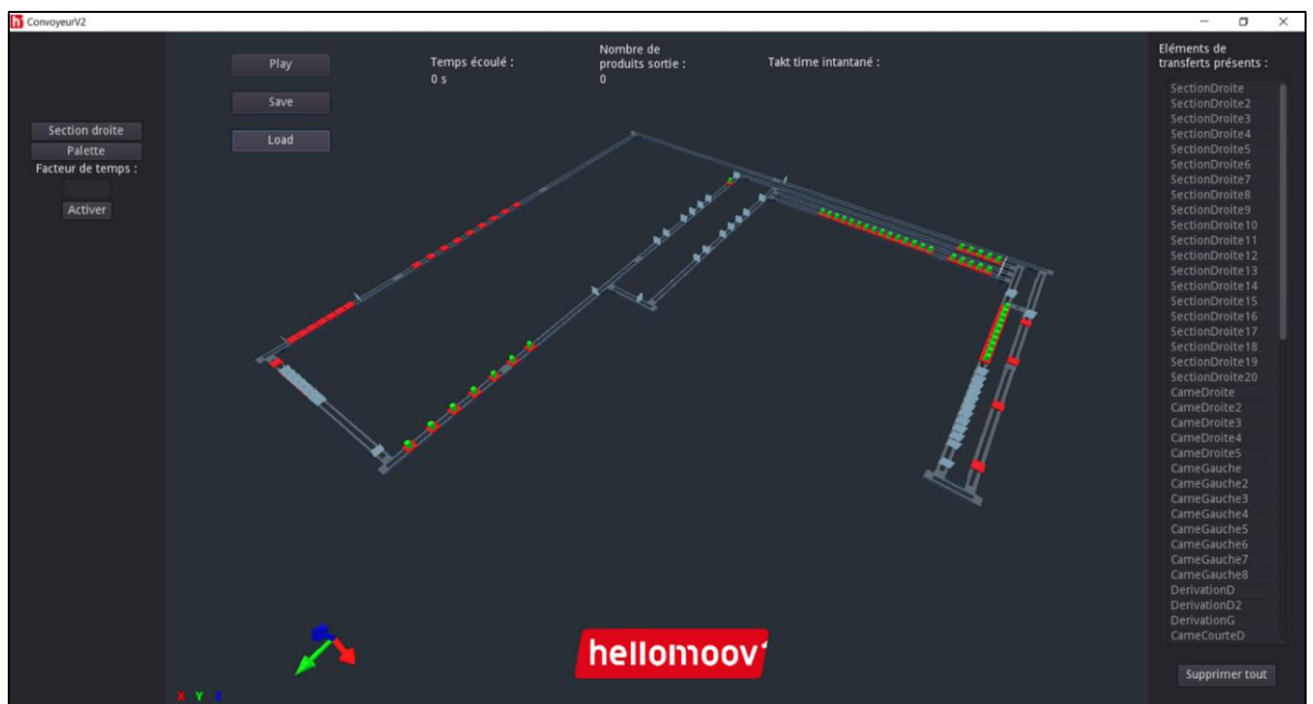 ConvoyeurV2
Section droite
Palette
Facteur de temps :
Activer
Play
Save
Load
Temps écoulé :
0 s
Nombre de
produits sortie :
0
Takt time intantané :
Eléments de
transferts présents :
SectionDroite
SectionDroite2
SectionDroite3
SectionDroite4
SectionDroite5
SectionDroite6
SectionDroite7
SectionDroite8
SectionDroite9
SectionDroite10
SectionDroite11
SectionDroite12
SectionDroite13
SectionDroite14
SectionDroite15
SectionDroite16
SectionDroite17
SectionDroite18
SectionDroite19
SectionDroite20
CameDroite
CameDroite2
CameDroite3
CameDroite4
CameDroite5
CameGauche
CameGauche2
CameGauche3
CameGauche4
CameGauche5
CameGauche6
CameGauche7
CameGauche8
DerivationD
DerivationD2
DerivationG
CameCourteD
Supprimer tout
hellomoov'
X Y Z